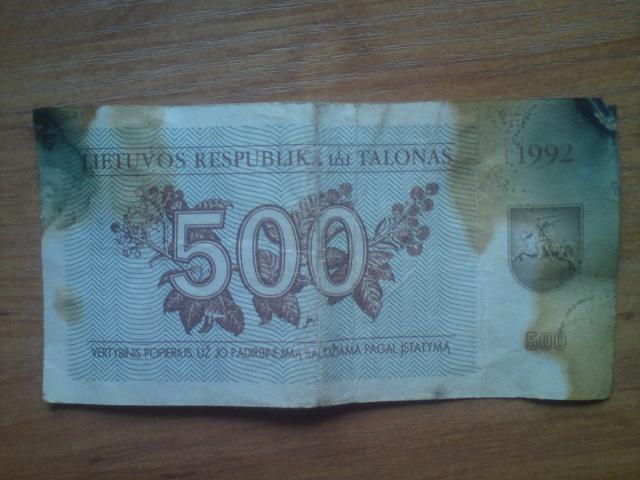 LIETUVOS RESPUBLIKA TALONAS
1992
500
VERTYBINIS POPIERIUS, UŽ JO PADIRBINĖJIMĄ BAUDŽIAMA PAGAL ĮSTATYMĄ
500